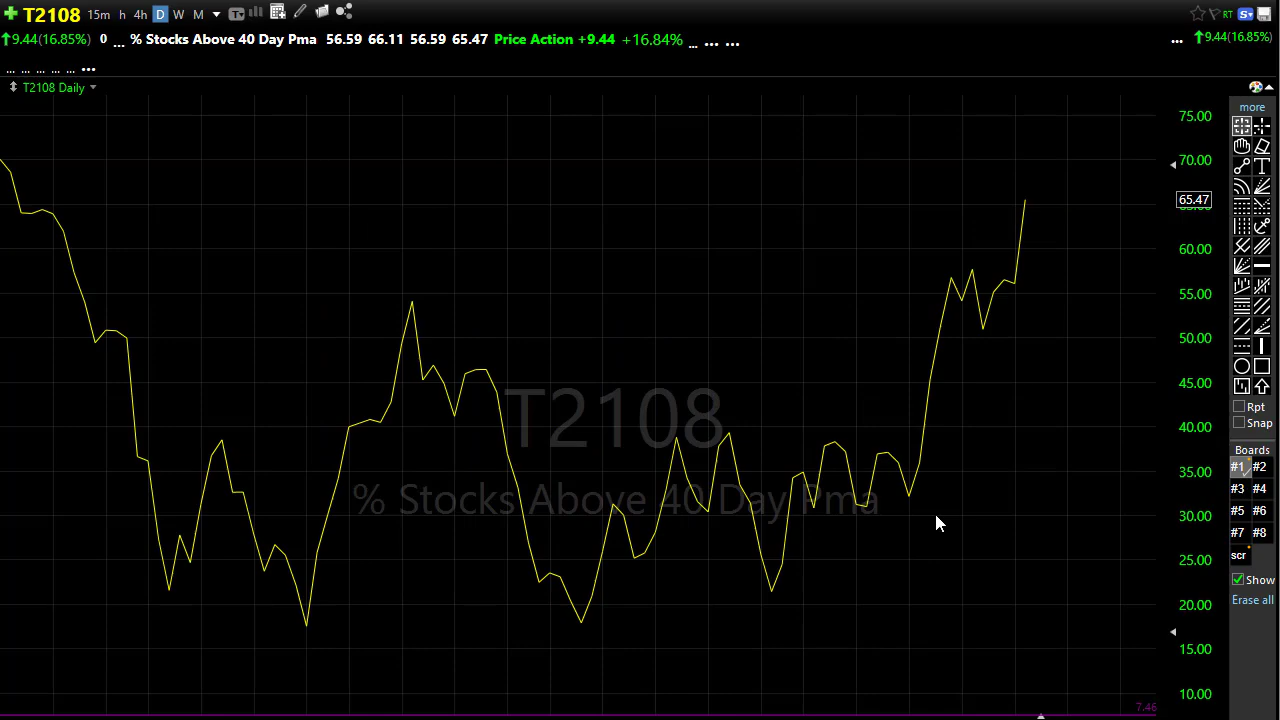 T2108 15m h 4h D W M RT S
9.44(16.85%) 0 ... % Stocks Above 40 Day Pma 56.59 66.11 56.59 65.47 Price Action +9.44 +16.84% ... ... ... ... 9.44(16.85%)
... ... ... ... ... ...
T2108 Daily
more
75.00
70.00
65.47
60.00
55.00
50.00
45.00
40.00
35.00
30.00
25.00
20.00
15.00
10.00
7.46
T2108
% Stocks Above 40 Day Pma
Rpt
Snap
Boards
#1 #2
#3 #4
#5 #6
#7 #8
scr
Show
Erase all